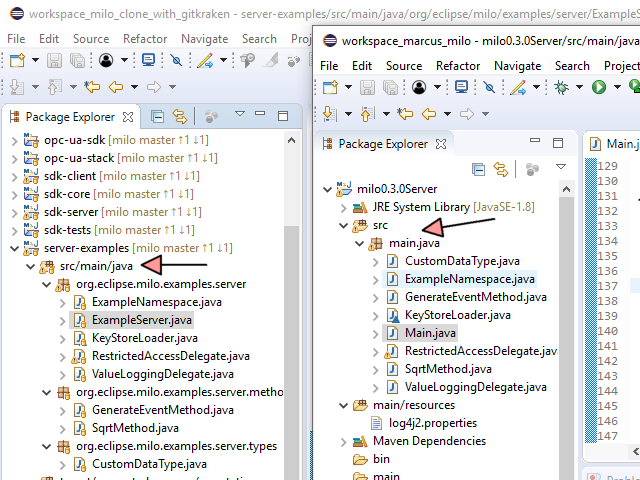 workspace_milo_clone_with_gitkraken - server-examples/src/main/java/org/eclipse/milo/examples/server/ExampleS
File Edit Source Refactor Navigate Search Pr
Package Explorer
opc-ua-sdk [milo master ↑1 ↓1]
opc-ua-stack [milo master ↑1 ↓1]
sdk-client [milo master ↑1 ↓1]
sdk-core [milo master ↑1 ↓1]
sdk-server [milo master ↑1 ↓1]
sdk-tests [milo master ↑1 ↓1]
server-examples [milo master ↑1 ↓1]
src/main/java
org.eclipse.milo.examples.server
ExampleNamespace.java
ExampleServer.java
KeyStoreLoader.java
RestrictedAccessDelegate.java
ValueLoggingDelegate.java
org.eclipse.milo.examples.server.metho
GenerateEventMethod.java
SqrtMethod.java
org.eclipse.milo.examples.server.types
CustomDataType.java
workspace_marcus_milo - milo0.3.0Server/src/main/java
File Edit Source Refactor Navigate Search Project
Package Explorer
milo0.3.0Server
JRE System Library [JavaSE-1.8]
src
main.java
CustomDataType.java
ExampleNamespace.java
GenerateEventMethod.java
KeyStoreLoader.java
Main.java
RestrictedAccessDelegate.java
SqrtMethod.java
ValueLoggingDelegate.java
main/resources
log4j2.properties
Maven Dependencies
bin
main
Main.j
129
130
131
132
133
134
135
136
137
138
139
140
141
142
143
144
145
146
147
Problem